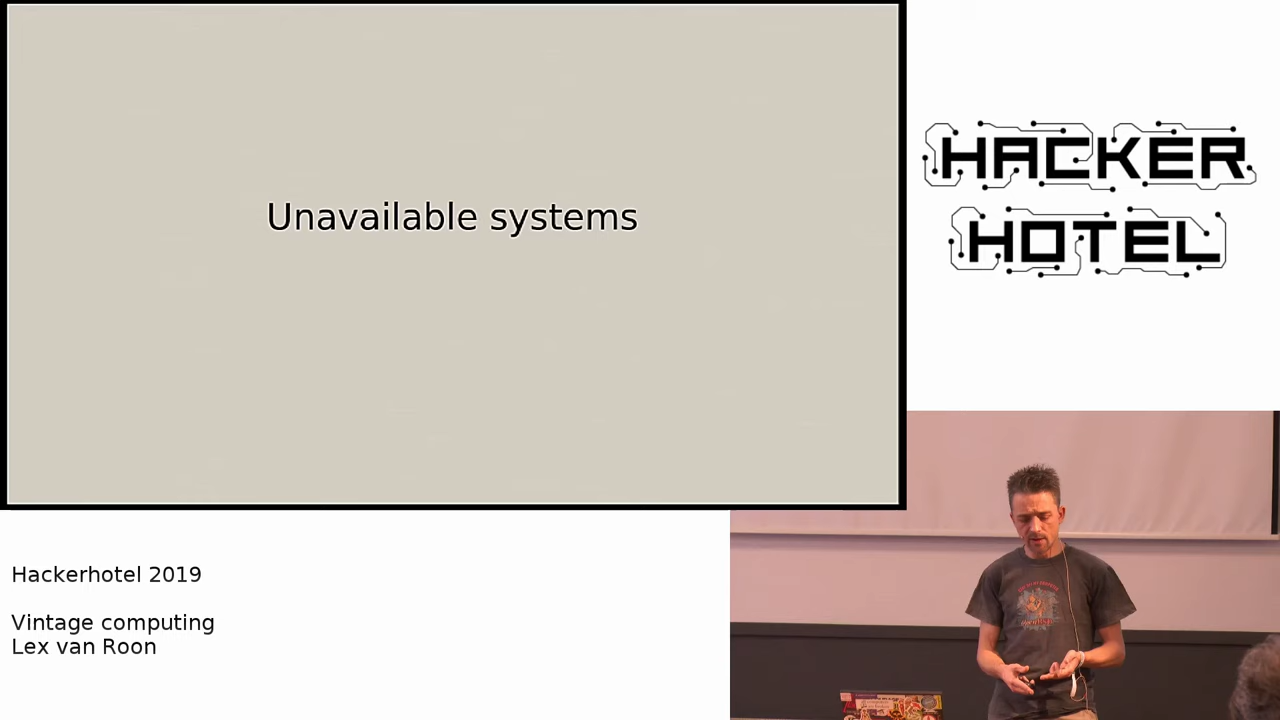 Unavailable systems
HACKER
HOTEL
Hackerhotel 2019
Vintage computing
Lex van Roon